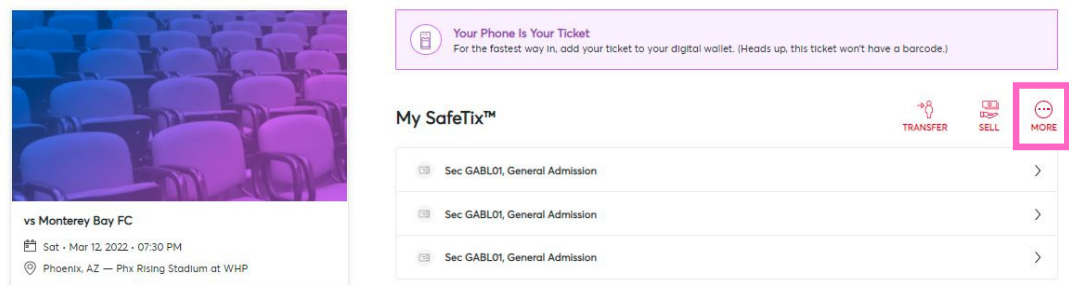 Your Phone Is Your Ticket
For the fastest way in, add your ticket to your digital wallet. (Heads up, this ticket won't have a barcode.)
My SafeTix™
TRANSFER
SELL
MORE
Sec GABL01, General Admission
Sec GABL01, General Admission
Sec GABL01, General Admission
vs Monterey Bay FC
Sat • Mar 12, 2022 • 07:30 PM
Phoenix, AZ — Phx Rising Stadium at WHP